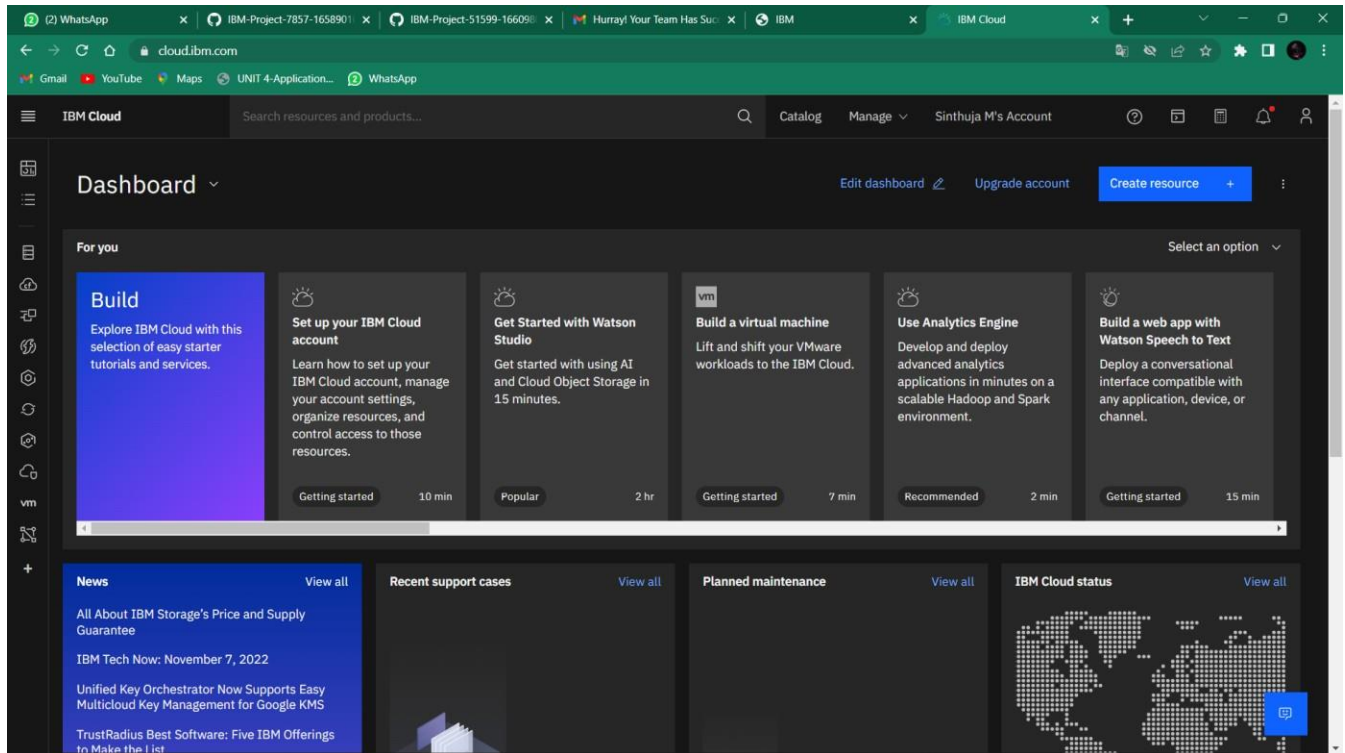 (2) WhatsApp
IBM-Project-7857-1658901
IBM-Project-51599-166098
Hurray! Your Team Has Suc
IBM
IBM Cloud
cloud.ibm.com
Gmail
YouTube
Maps
UNIT 4-Application...
WhatsApp
IBM Cloud
Search resources and products...
Catalog
Manage
Sinthuja M's Account
Dashboard
Edit dashboard
Upgrade account
Create resource +
For you
Select an option
Build
Explore IBM Cloud with this
selection of easy starter
tutorials and services.
Set up your IBM Cloud
account
Learn how to set up your
IBM Cloud account, manage
your account settings,
organize resources, and
control access to those
resources.
Getting started
10 min
Get Started with Watson
Studio
Get started with using AI
and Cloud Object Storage in
15 minutes.
Popular
2 hr
vm
Build a virtual machine
Lift and shift your VMware
workloads to the IBM Cloud.
Getting started
7 min
Use Analytics Engine
Develop and deploy
advanced analytics
applications in minutes on a
scalable Hadoop and Spark
environment.
Recommended
2 min
Build a web app with
Watson Speech to Text
Deploy a conversational
interface compatible with
any application, device, or
channel.
Getting started
15 min
vm
News
View all
All About IBM Storage's Price and Supply
Guarantee
IBM Tech Now: November 7, 2022
Unified Key Orchestrator Now Supports Easy
Multicloud Key Management for Google KMS
TrustRadius Best Software: Five IBM Offerings
to Make the List
Recent support cases
View all
Planned maintenance
View all
IBM Cloud status
View all